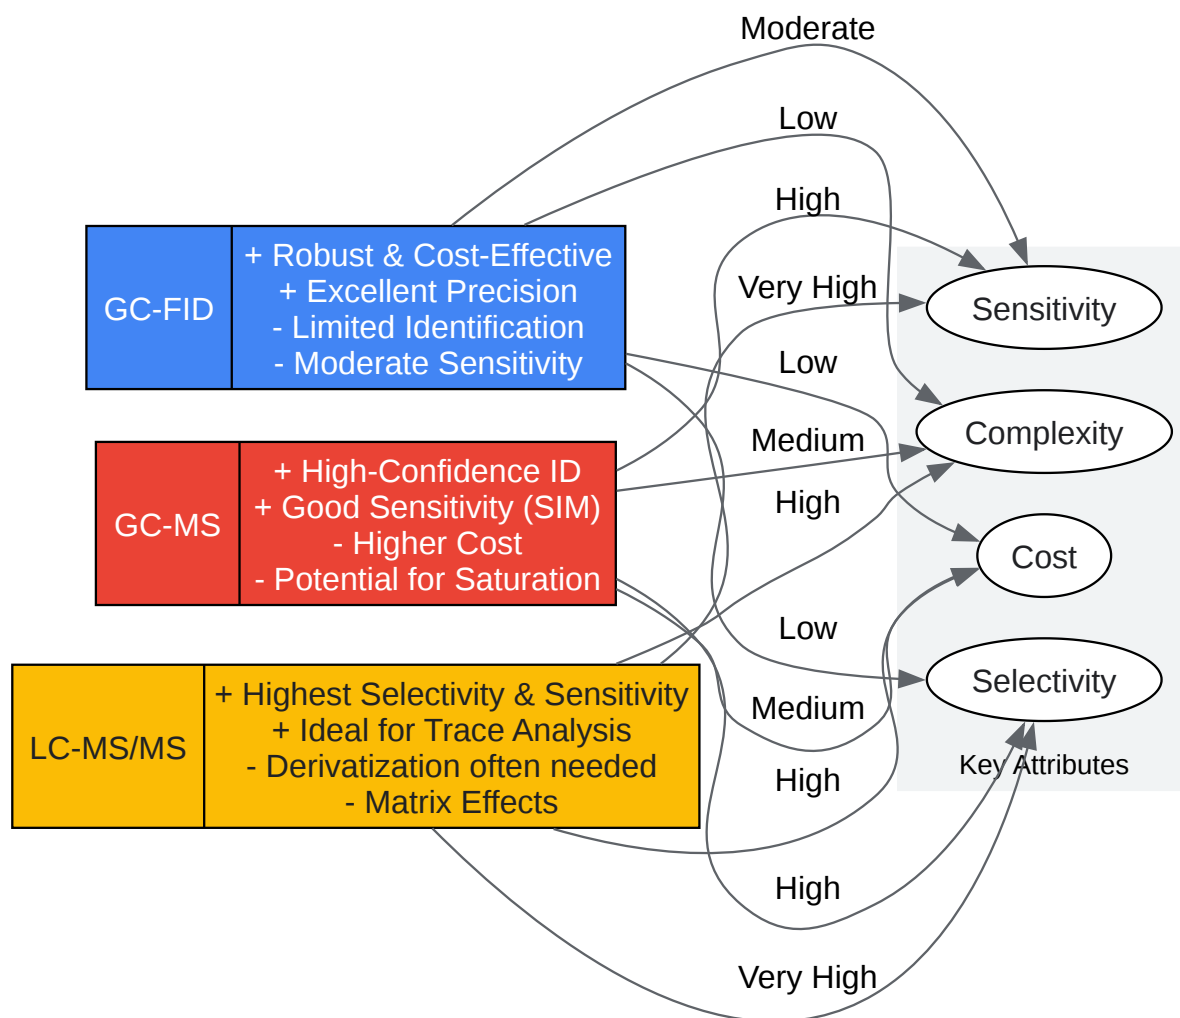 Moderate
Low
High
Very High
Low
Medium
High
Low
Medium
High
High
Very High
GC-FID
+ Robust & Cost-Effective
+ Excellent Precision
- Limited Identification
- Moderate Sensitivity
GC-MS
+ High-Confidence ID
+ Good Sensitivity (SIM)
- Higher Cost
- Potential for Saturation
LC-MS/MS
+ Highest Selectivity & Sensitivity
+ Ideal for Trace Analysis
- Derivatization often needed
- Matrix Effects
Sensitivity
Complexity
Cost
Selectivity
Key Attributes